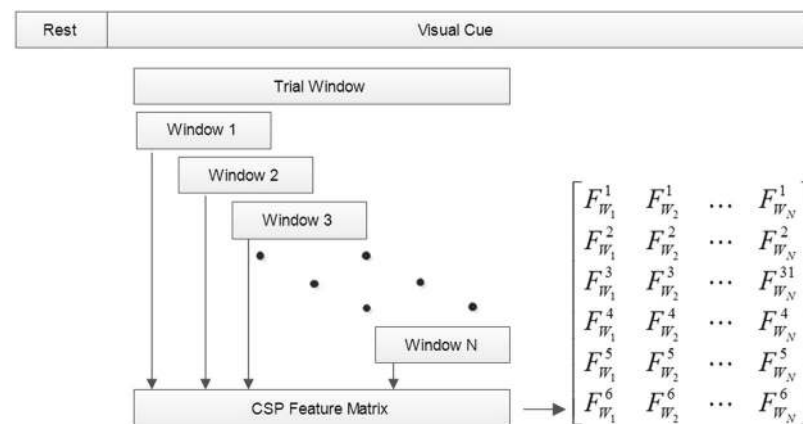 Rest Visual Cue
Trial Window
Window 1
Window 2
Window 3
Window N
CSP Feature Matrix
F^1_{W_1} F^1_{W_2} ... F^1_{W_N}
F^2_{W_1} F^2_{W_2} ... F^2_{W_N}
F^3_{W_1} F^3_{W_2} ... F^31_{W_N}
F^4_{W_1} F^4_{W_2} ... F^4_{W_N}
F^5_{W_1} F^5_{W_2} ... F^5_{W_N}
F^6_{W_1} F^6_{W_2} ... F^6_{W_N}